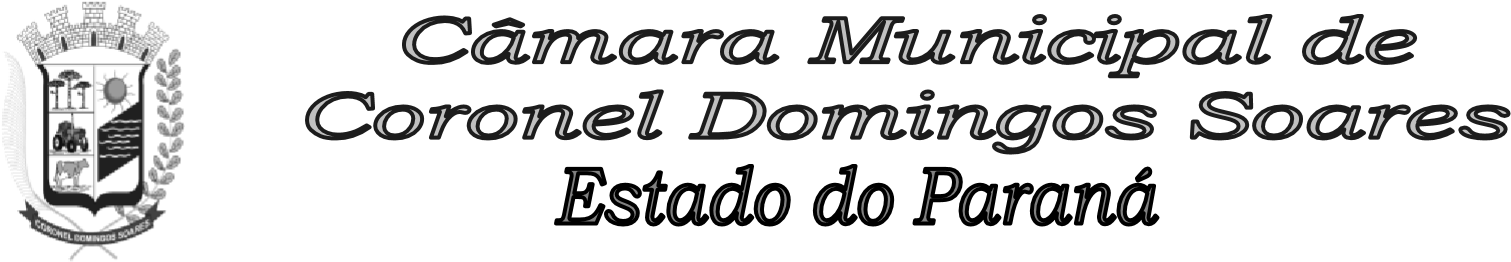 Câmara Municipal de
Coronel Domingos Soares
Estado do Paraná
CORONEL DOMINGOS SOARES